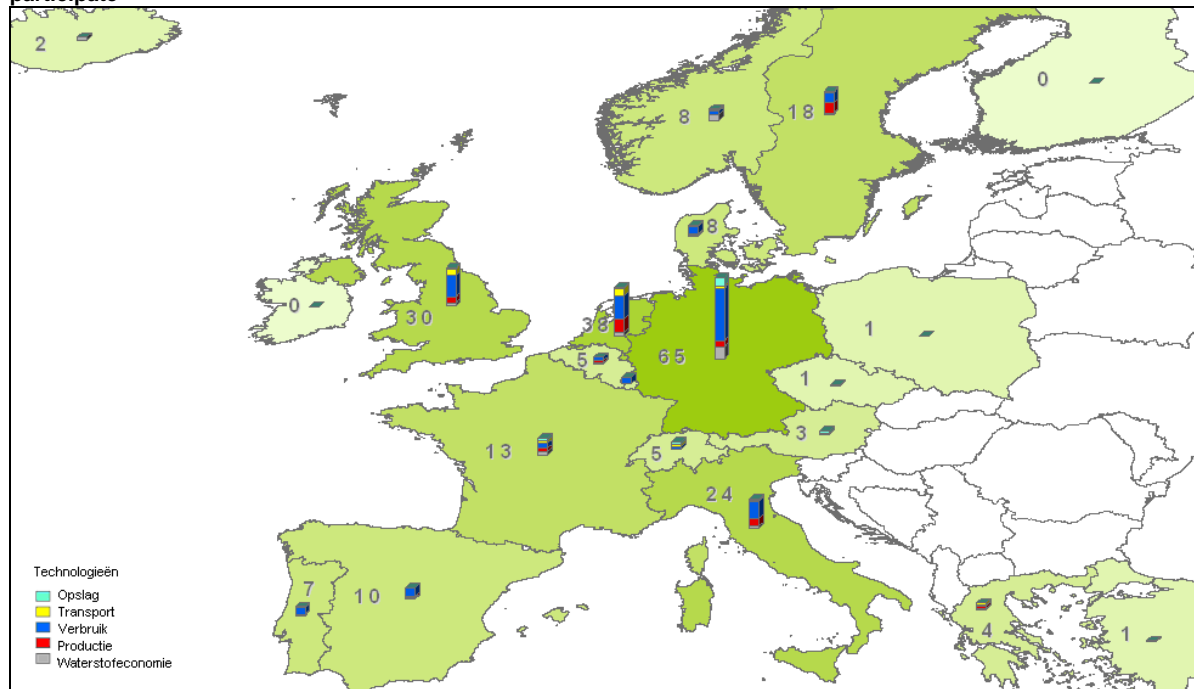 participate
2
0
8
18
8
0
30
38
5
65
1
1
3
5
13
24
7
10
4
1
Technologieën
Opslag
Transport
Verbruik
Productie
Waterstofeconomie